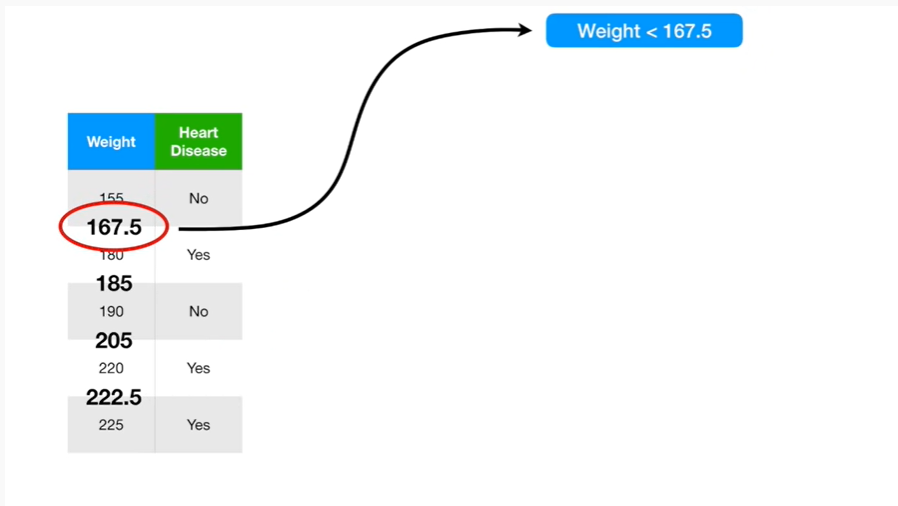 Weight < 167.5
Weight
Heart
Disease
155 No
167.5
180 Yes
185
190 No
205
220 Yes
222.5
225 Yes